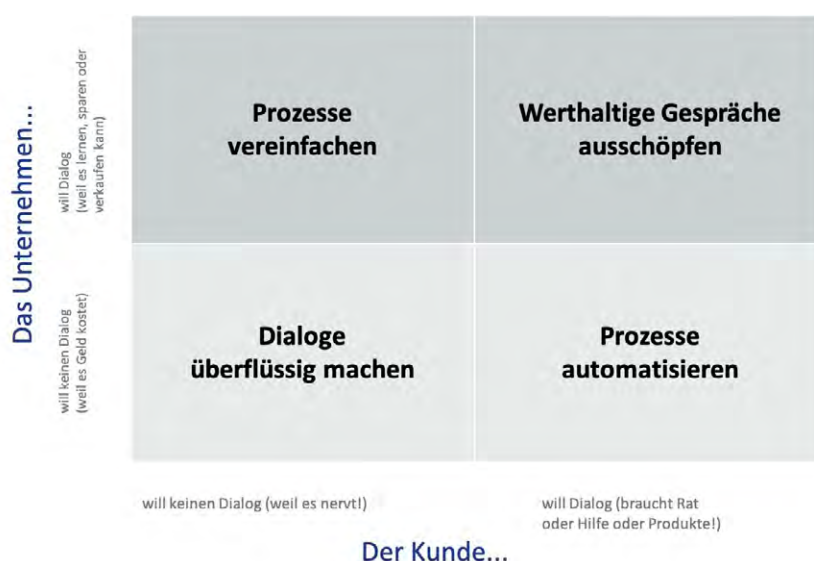 Das Unternehmen...
will Dialog
(weil es lernen, sparen oder
verkaufen kann)
Prozesse
vereinfachen
Werthaltige Gespräche
ausschöpfen
will keinen Dialog
(weil es Geld kostet)
Dialoge
überflüssig machen
Prozesse
automatisieren
will keinen Dialog (weil es nervt!)
will Dialog (braucht Rat
oder Hilfe oder Produkte!)
Der Kunde...